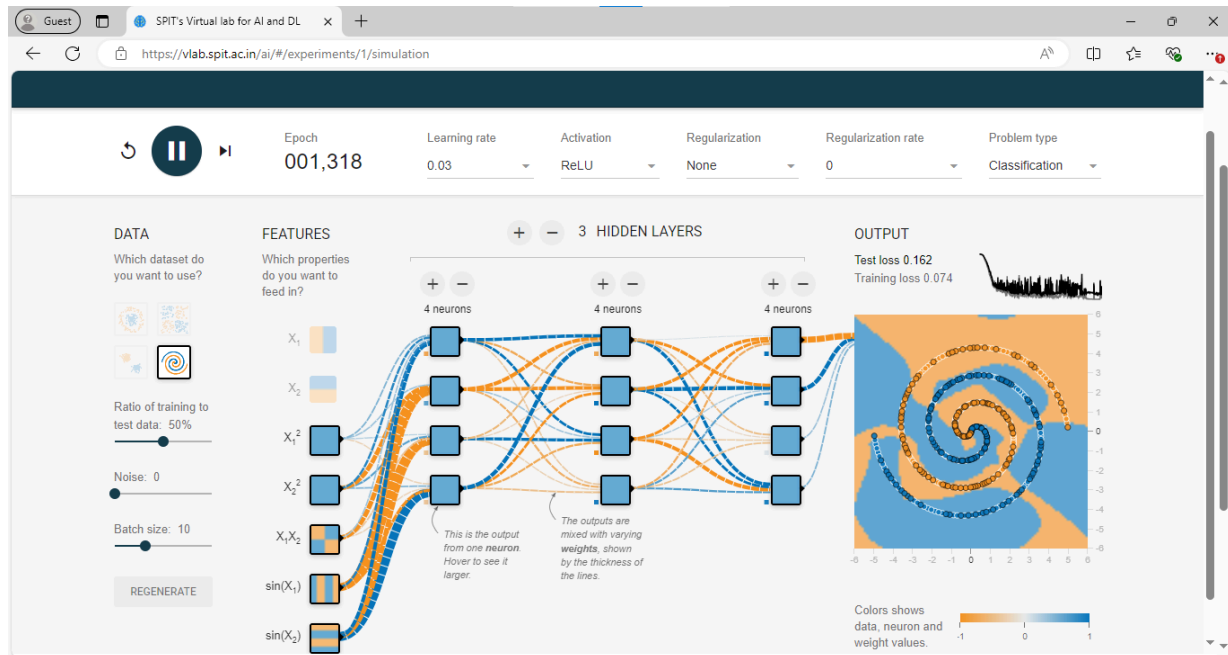 Guest
SPIT's Virtual lab for AI and DL
https://vlab.spit.ac.in/ai/#/experiments/1/simulation
Epoch
001,318
Learning rate
0.03
Activation
ReLU
Regularization
None
Regularization rate
0
Problem type
Classification
DATA
Which dataset do
you want to use?
Ratio of training to
test data: 50%
Noise: 0
Batch size: 10
REGENERATE
FEATURES
Which properties
do you want to
feed in?
X₁
X₂
X₁²
X₂²
X₁X₂
sin(X₁)
sin(X₂)
+ − 3 HIDDEN LAYERS
+ − + − + −
4 neurons 4 neurons 4 neurons
This is the output
from one neuron.
Hover to see it
larger.
The outputs are
mixed with varying
weights, shown
by the thickness of
the lines.
OUTPUT
Test loss 0.162
Training loss 0.074
6
5
4
3
2
1
0
-1
-2
-3
-4
-5
-6
-6 -5 -4 -3 -2 -1 0 1 2 3 4 5 6
Colors shows
data, neuron and
weight values.
-1 0 1